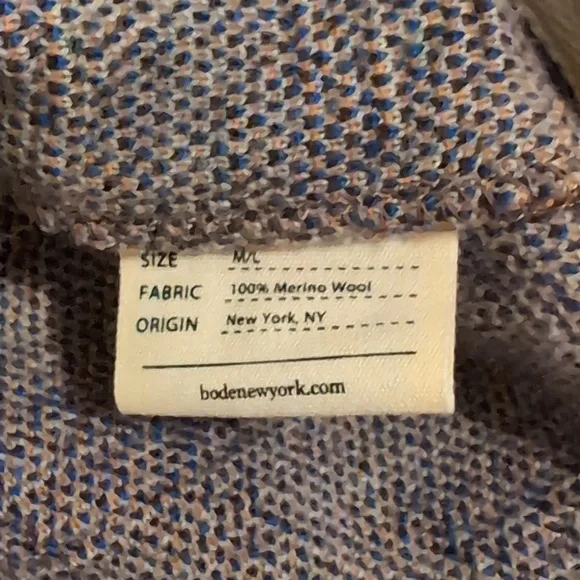 SIZE M/L
FABRIC 100% Merino Wool
ORIGIN New York, NY
bodenewyork.com